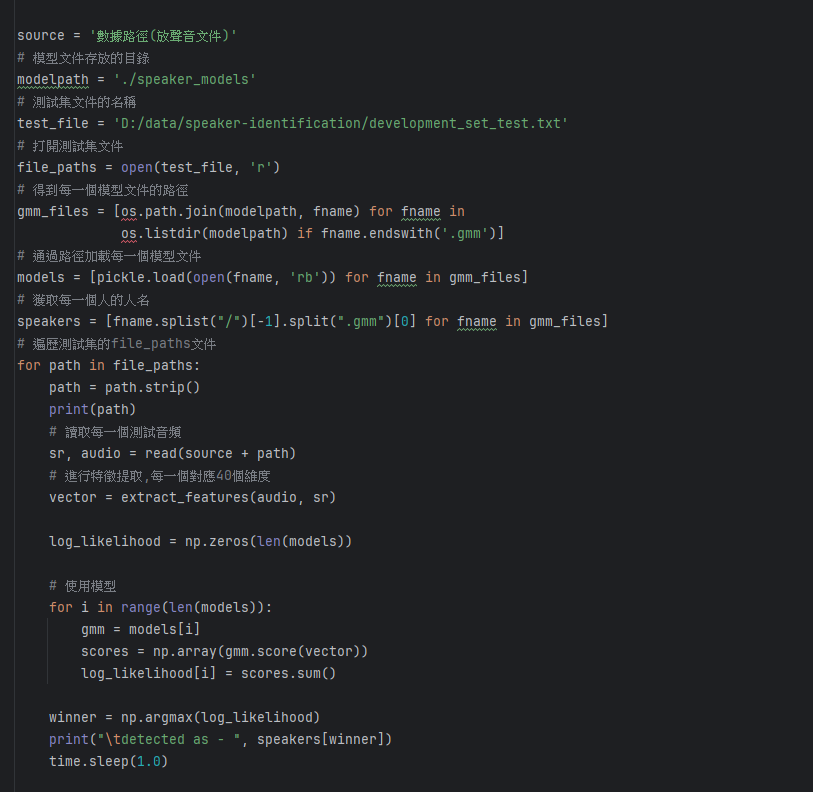 source = '數據路徑(放聲音文件)'
# 模型文件存放的目錄
modelpath = './speaker_models'
# 測試集文件的名稱
test_file = 'D:/data/speaker-identification/development_set_test.txt'
# 打開測試集文件
file_paths = open(test_file, 'r')
# 得到每一個模型文件的路徑
gmm_files = [os.path.join(modelpath, fname) for fname in
             os.listdir(modelpath) if fname.endswith('.gmm')]
# 通過路徑加載每一個模型文件
models = [pickle.load(open(fname, 'rb')) for fname in gmm_files]
# 獲取每一個人的人名
speakers = [fname.splist("/")[-1].split(".gmm")[0] for fname in gmm_files]
# 遍歷測試集的file_paths文件
for path in file_paths:
    path = path.strip()
    print(path)
    # 讀取每一個測試音頻
    sr, audio = read(source + path)
    # 進行特徵提取,每一個對應40個維度
    vector = extract_features(audio, sr)
    log_likelihood = np.zeros(len(models))
    # 使用模型
    for i in range(len(models)):
        gmm = models[i]
        scores = np.array(gmm.score(vector))
        log_likelihood[i] = scores.sum()
    winner = np.argmax(log_likelihood)
    print("\tdetected as - ", speakers[winner])
    time.sleep(1.0)